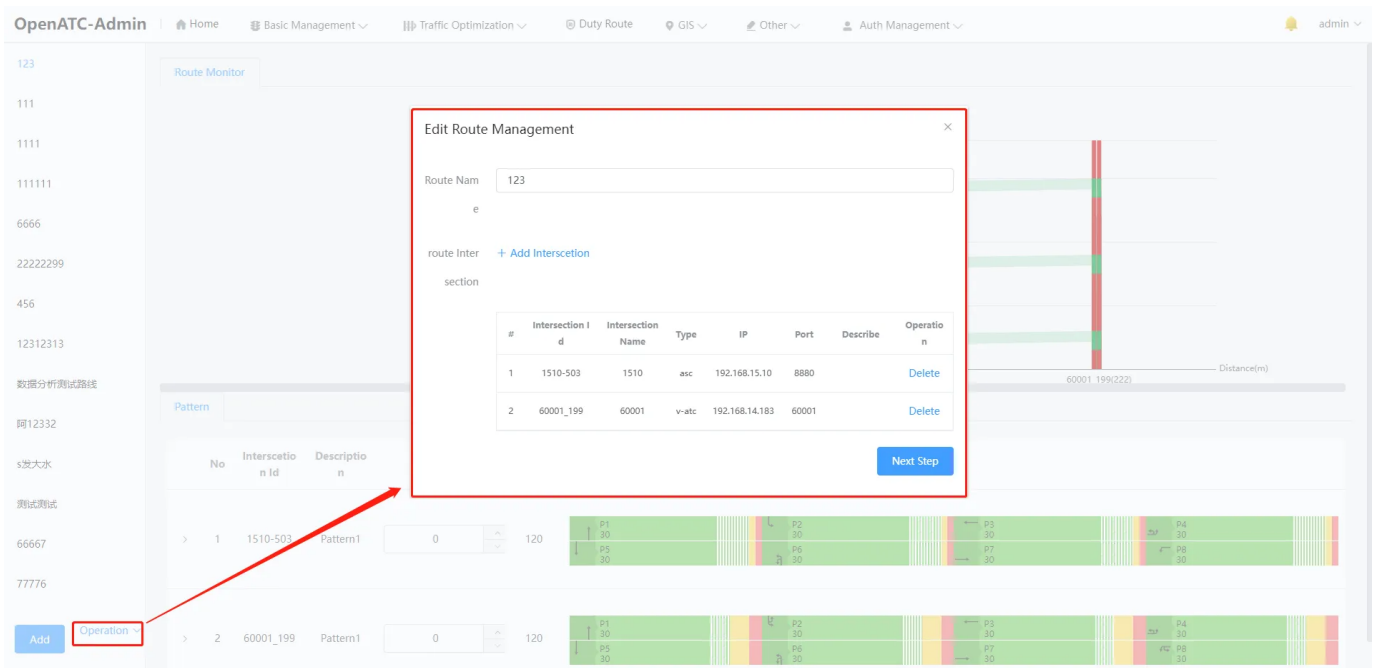 OpenATC-Admin Home Basic Management Traffic Optimization Duty Route GIS Other Auth Management admin
123
111
1111
111111
6666
22222299
456
12312313
数据分析测试路线
阿12332
s发大水
测试测试
66667
77776
Add Operation
Route Monitor
Edit Route Management
Route Nam
e
123
route Inter
section
+ Add Interscetion
# Intersection I
d Intersection
Name Type IP Port Describe Operatio
n
1 1510-503 1510 asc 192.168.15.10 8880 Delete
2 60001_199 60001 v-atc 192.168.14.183 60001 Delete
Next Step
Distance(m)
60001_199(222)
Pattern
No Interscetio
n Id Descriptio
n
1 1510-503 Pattern1 0 120
P1
30
P2
30
P3
30
P4
30
P5
30
P6
30
P7
30
P8
30
2 60001_199 Pattern1 0 120
P1
30
P2
30
P3
30
P4
30
P5
30
P6
30
P7
30
P8
30